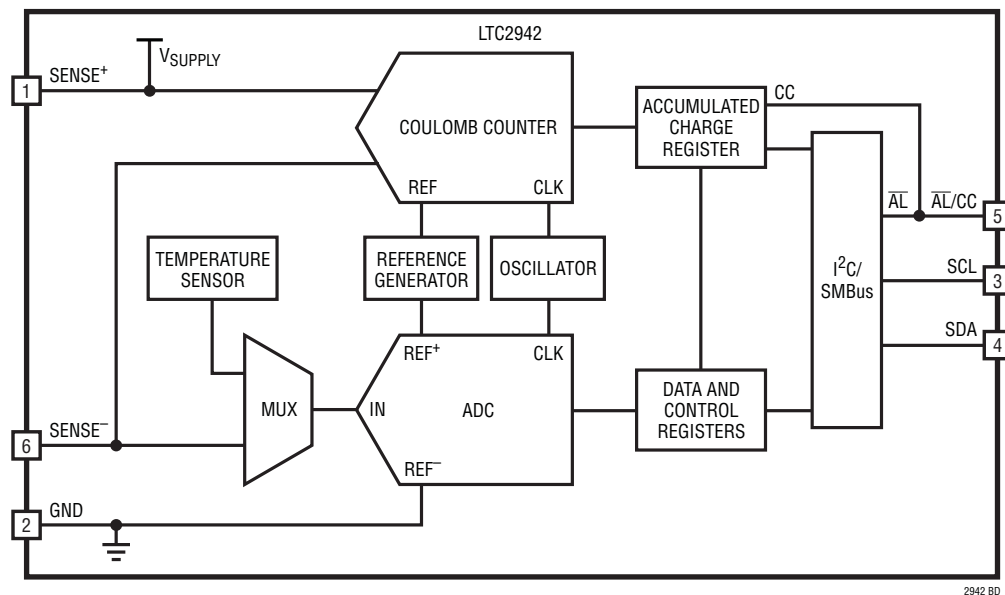 LTC2942
VSUPPLY
1 SENSE+
COULOMB COUNTER
REF
CLK
ACCUMULATED
CHARGE
REGISTER
CC
AL
AL/CC
5
TEMPERATURE
SENSOR
REFERENCE
GENERATOR
OSCILLATOR
I2C/
SMBus
SCL
3
SDA
4
REF+
CLK
MUX
IN
ADC
REF–
DATA AND
CONTROL
REGISTERS
6 SENSE–
2 GND
2942 BD